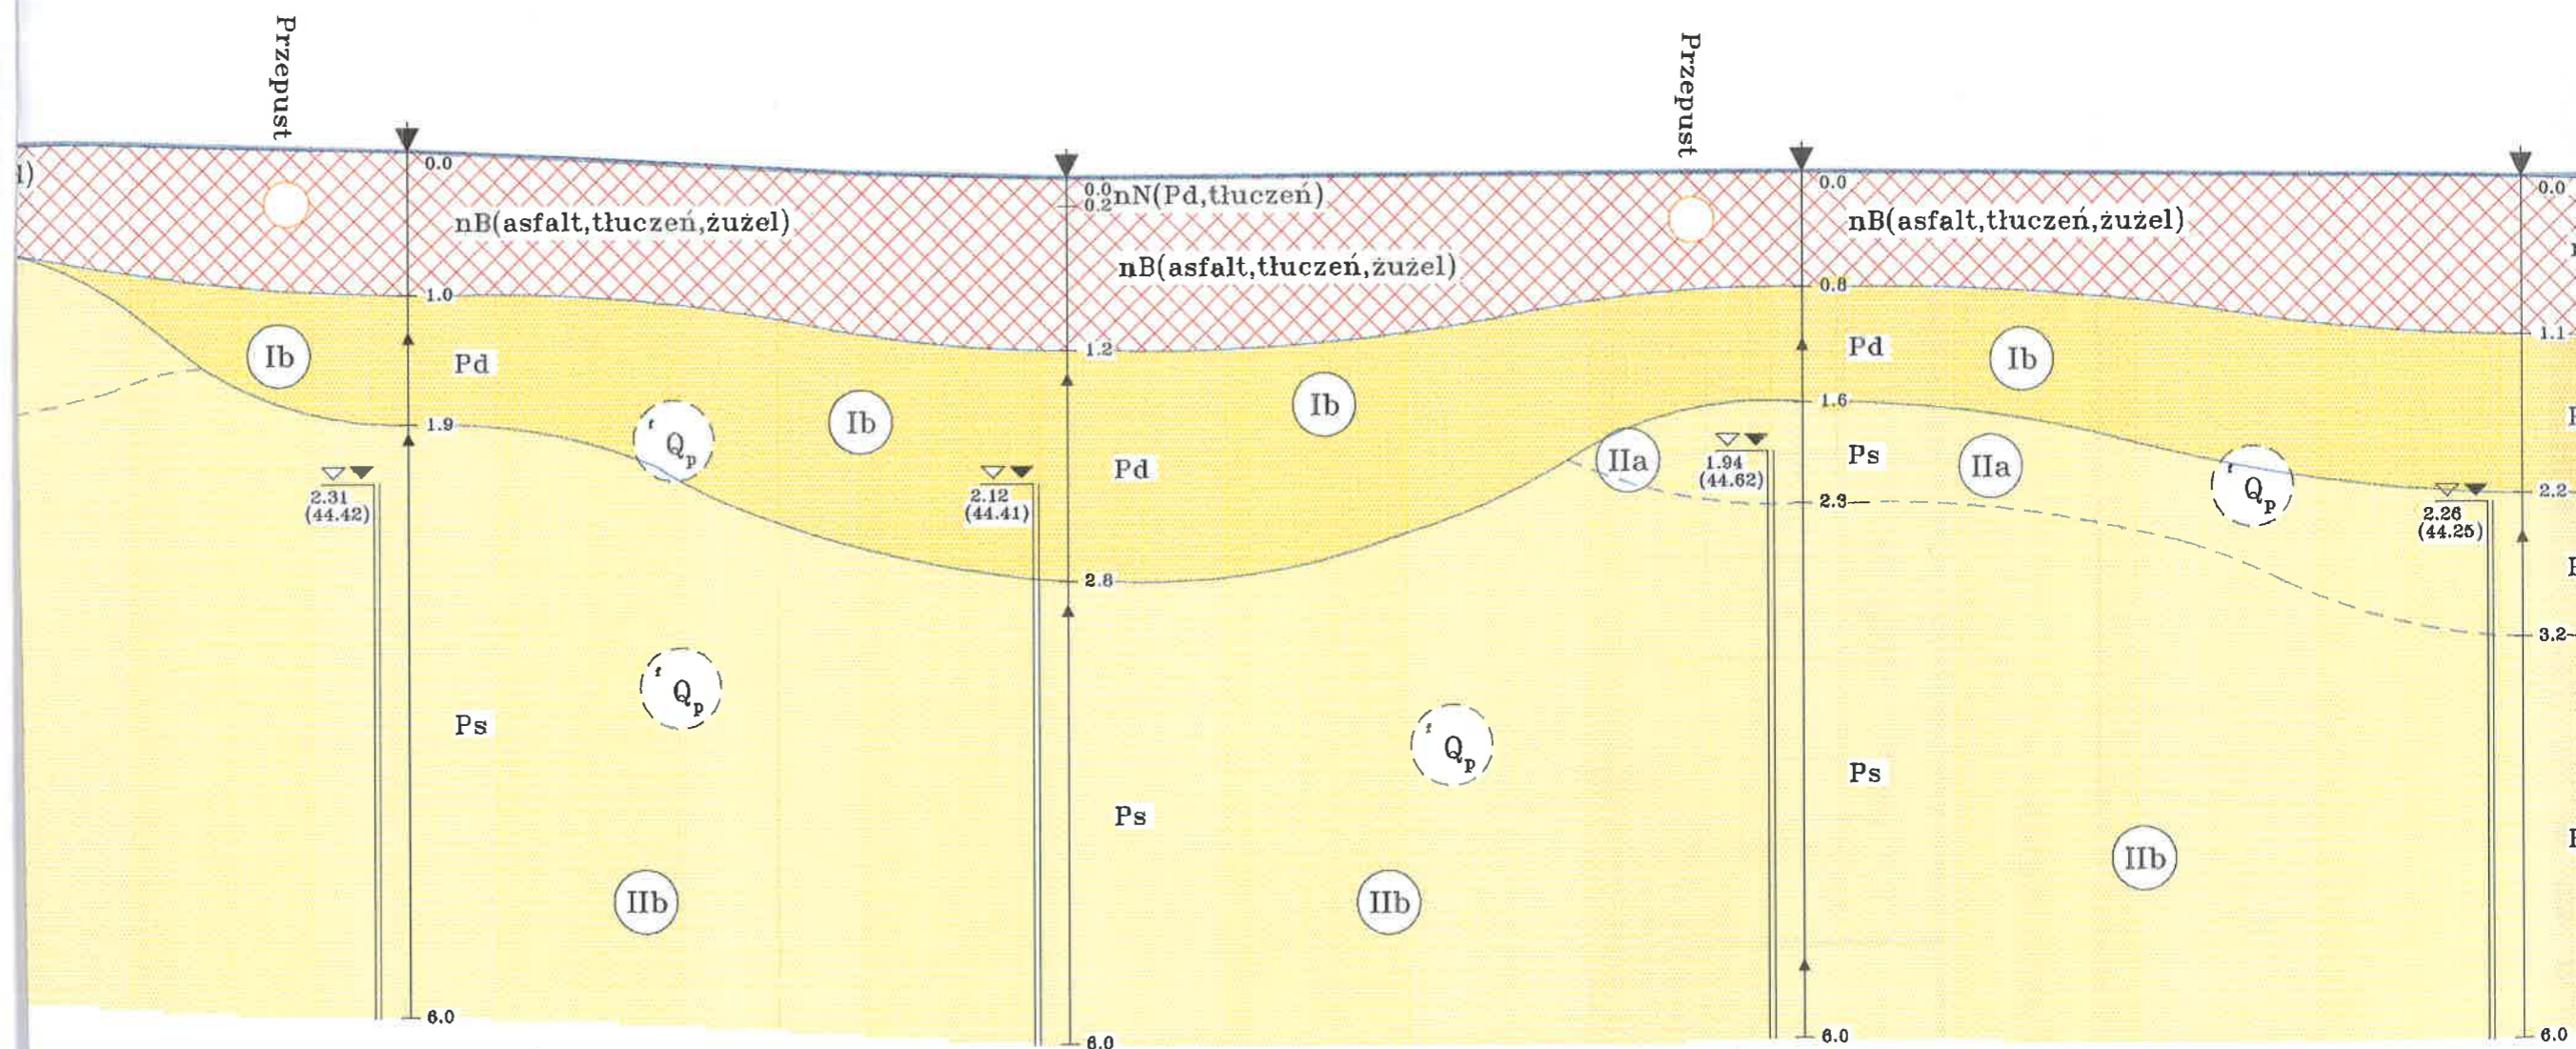 Przepust
Przepust
0.0
0.0
0.2
nN(Pd,tłuczeń)
0.0
0.0
nB(asfalt,tłuczeń,żużel)
nB(asfalt,tłuczeń,żużel)
nB(asfalt,tłuczeń,żużel)
1.0
1.2
0.8
1.1
Ib
Pd
Ib
Ib
Pd
Ib
1.9
f Qp
Pd
1.6
Ps
IIa
IIa
f Qp
2.2
2.31
(44.42)
2.12
(44.41)
1.94
(44.62)
2.3
2.26
(44.25)
2.8
3.2
f Qp
Ps
f Qp
Ps
Ps
IIb
IIb
IIb
6.0
6.0
6.0
6.0